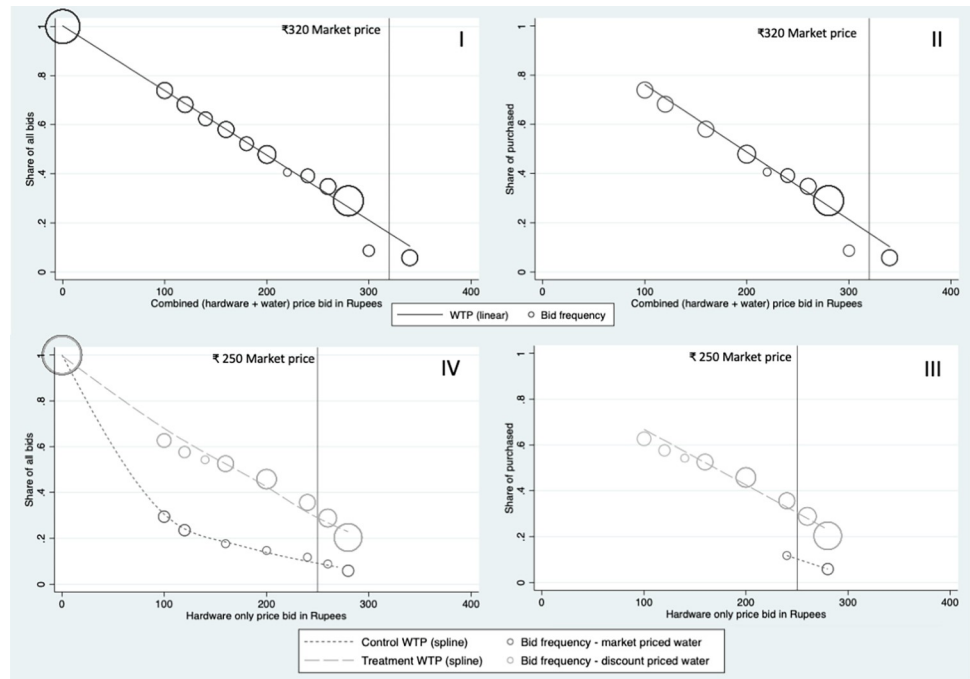 ₹320 Market price
I
Share of all bids
1
.8
.6
.4
.2
0
0 100 200 300 400
Combined (hardware + water) price bid in Rupees
₹320 Market price
II
Share of purchased
1
.8
.6
.4
.2
0
0 100 200 300 400
Combined (hardware + water) price bid in Rupees
WTP (linear) Bid frequency
₹ 250 Market price
IV
Share of all bids
1
.8
.6
.4
.2
0
0 100 200 300 400
Hardware only price bid in Rupees
₹ 250 Market price
III
Share of purchased
1
.8
.6
.4
.2
0
0 100 200 300 400
Hardware only price bid in Rupees
Control WTP (spline) Bid frequency - market priced water
Treatment WTP (spline) Bid frequency - discount priced water